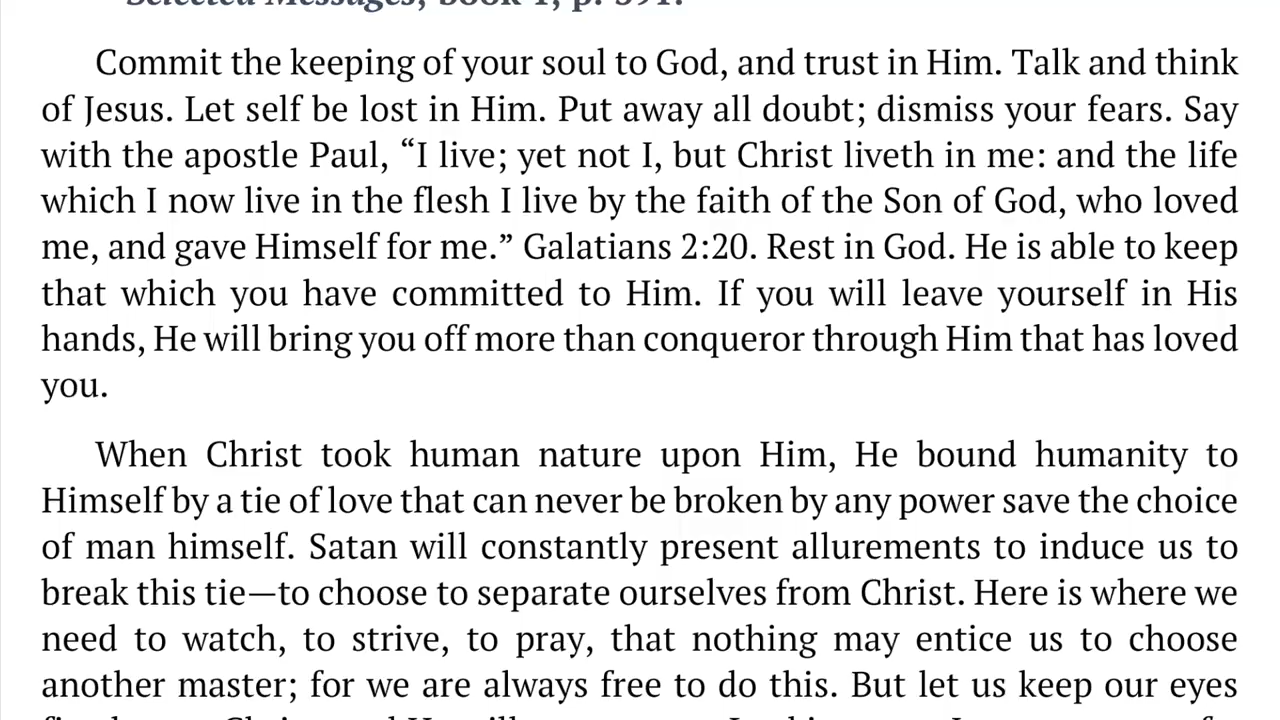 Selected Messages, book 1, p. 391.
Commit the keeping of your soul to God, and trust in Him. Talk and think
of Jesus. Let self be lost in Him. Put away all doubt; dismiss your fears. Say
with the apostle Paul, “I live; yet not I, but Christ liveth in me: and the life
which I now live in the flesh I live by the faith of the Son of God, who loved
me, and gave Himself for me.” Galatians 2:20. Rest in God. He is able to keep
that which you have committed to Him. If you will leave yourself in His
hands, He will bring you off more than conqueror through Him that has loved
you.
When Christ took human nature upon Him, He bound humanity to
Himself by a tie of love that can never be broken by any power save the choice
of man himself. Satan will constantly present allurements to induce us to
break this tie—to choose to separate ourselves from Christ. Here is where we
need to watch, to strive, to pray, that nothing may entice us to choose
another master; for we are always free to do this. But let us keep our eyes